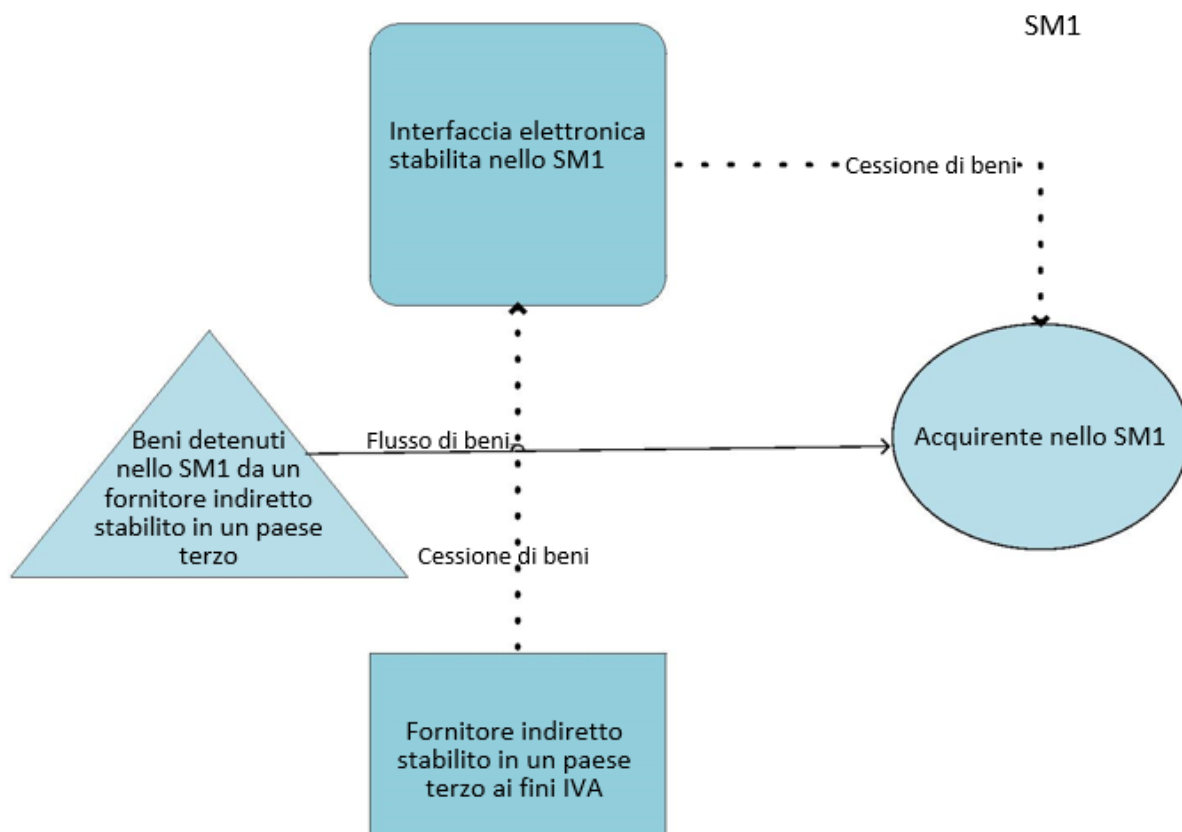 SM1
Interfaccia elettronica
stabilita nello SM1
Cessione di beni
Beni detenuti
nello SM1 da un
fornitore indiretto
stabilito in un paese
terzo
Flusso di beni
Acquirente nello SM1
Cessione di beni
Fornitore indiretto
stabilito in un paese
terzo ai fini IVA